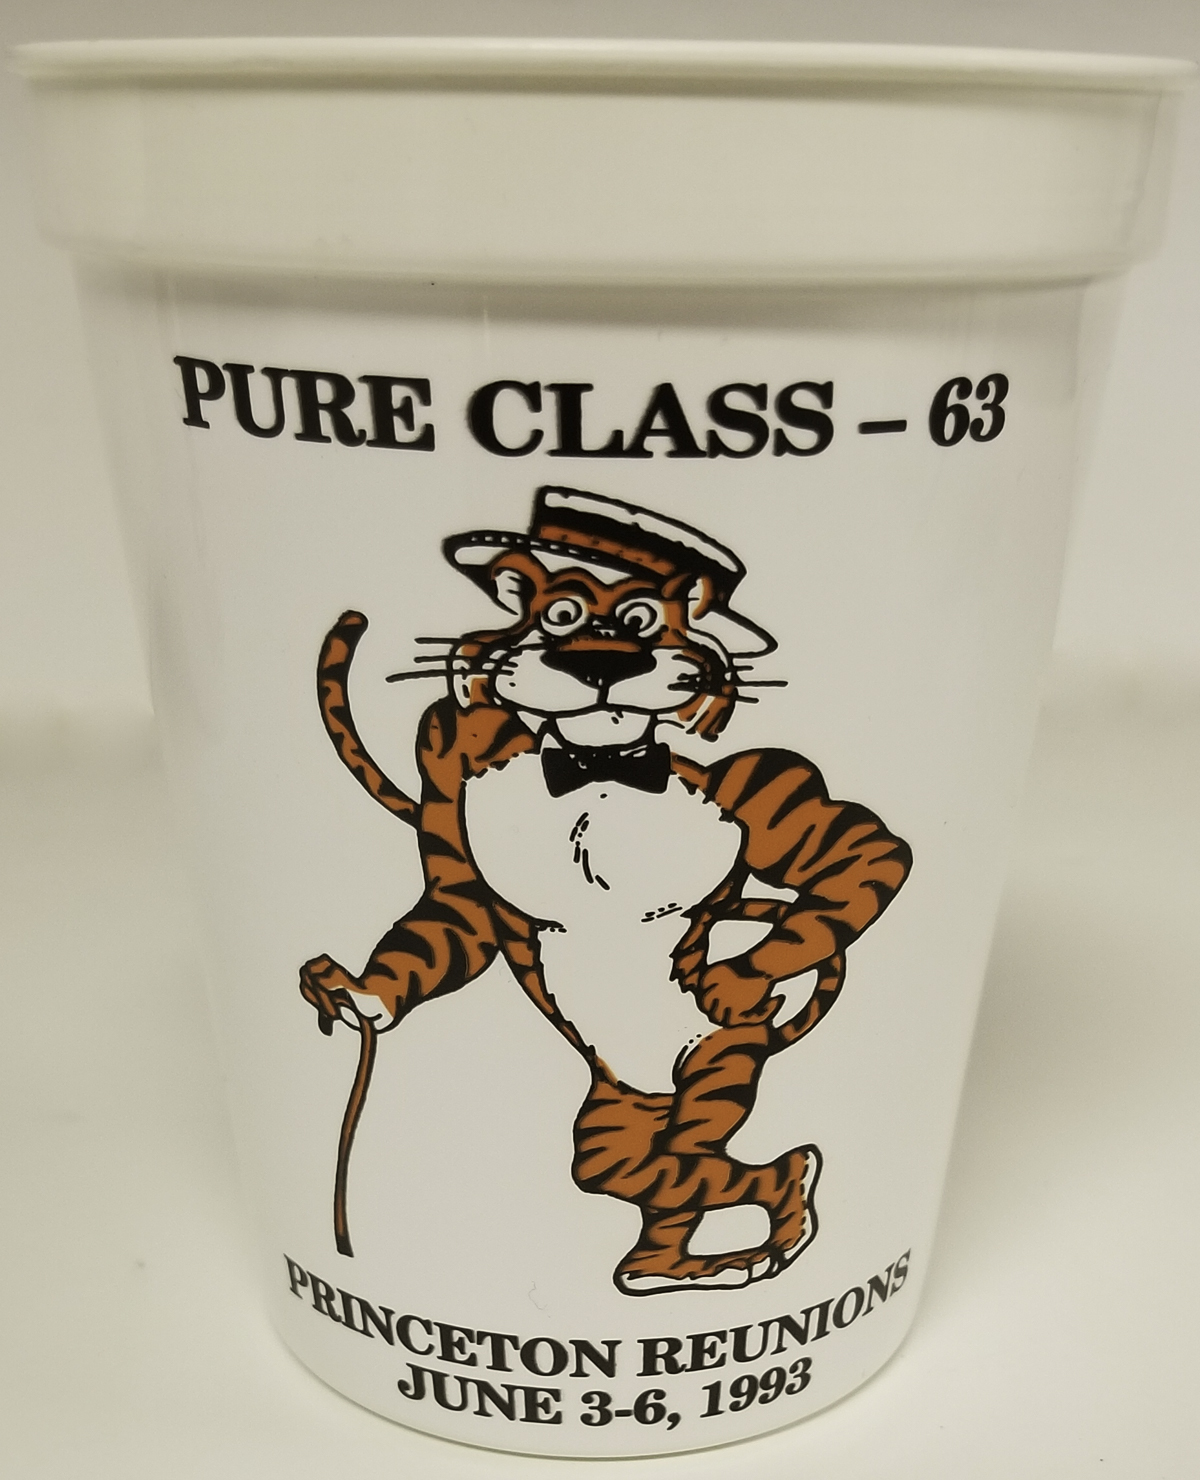 PURE CLASS – 63
PRINCETON REUNIONS
JUNE 3-6, 1993